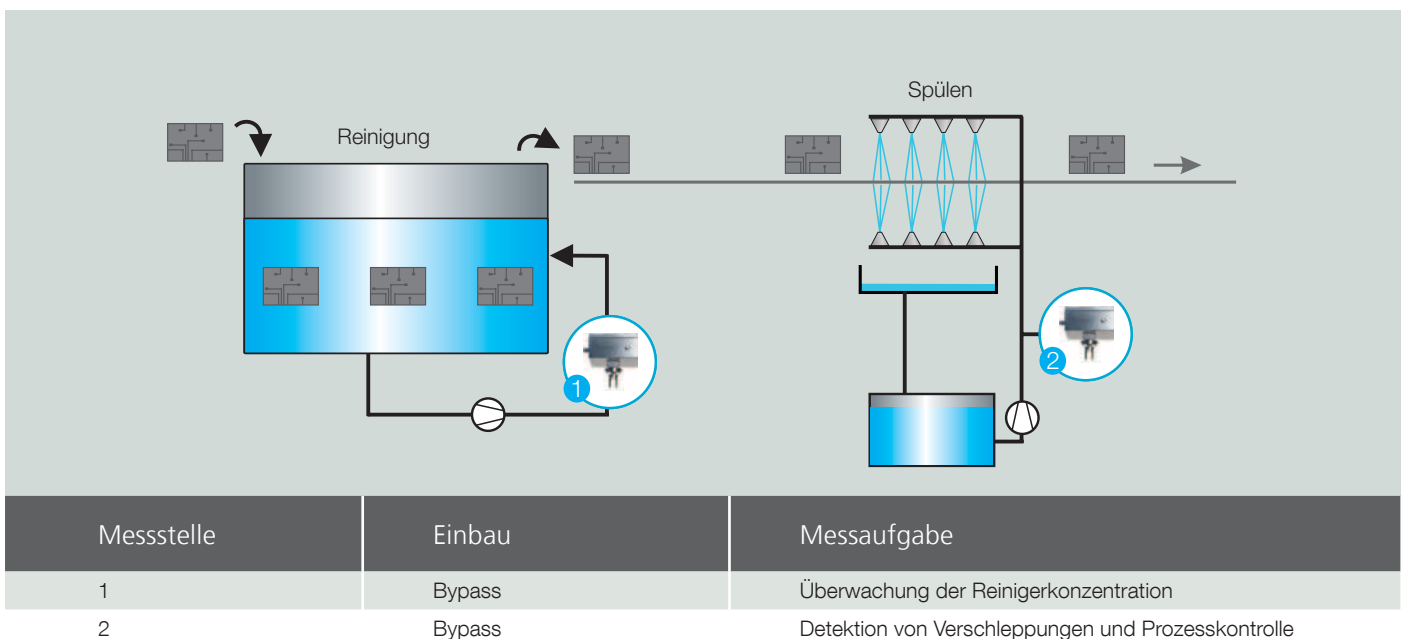 Spülen
Reinigung
1
2
Messstelle Einbau Messaufgabe
1 Bypass Überwachung der Reinigerkonzentration
2 Bypass Detektion von Verschleppungen und Prozesskontrolle